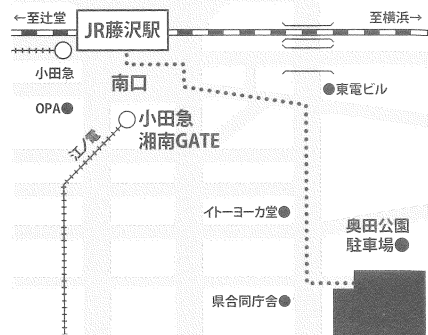 ←至辻堂
JR藤沢駅
至横浜→
小田急
南口
東電ビル
OPA
小田急
湘南GATE
江ノ電
イトーヨーカ堂
奥田公園
駐車場
県合同庁舎